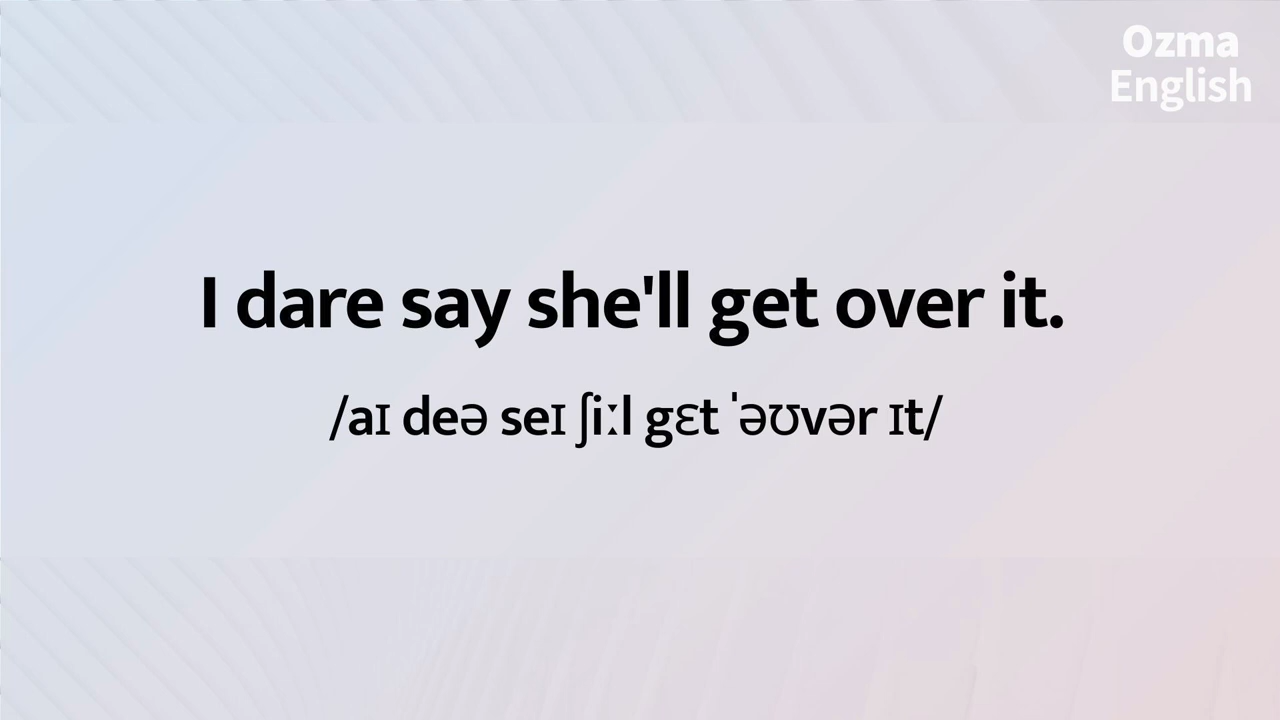 Ozma
English
I dare say she'll get over it.
/aɪ deə seɪ ʃiːl gɛt ˈəʊvər ɪt/